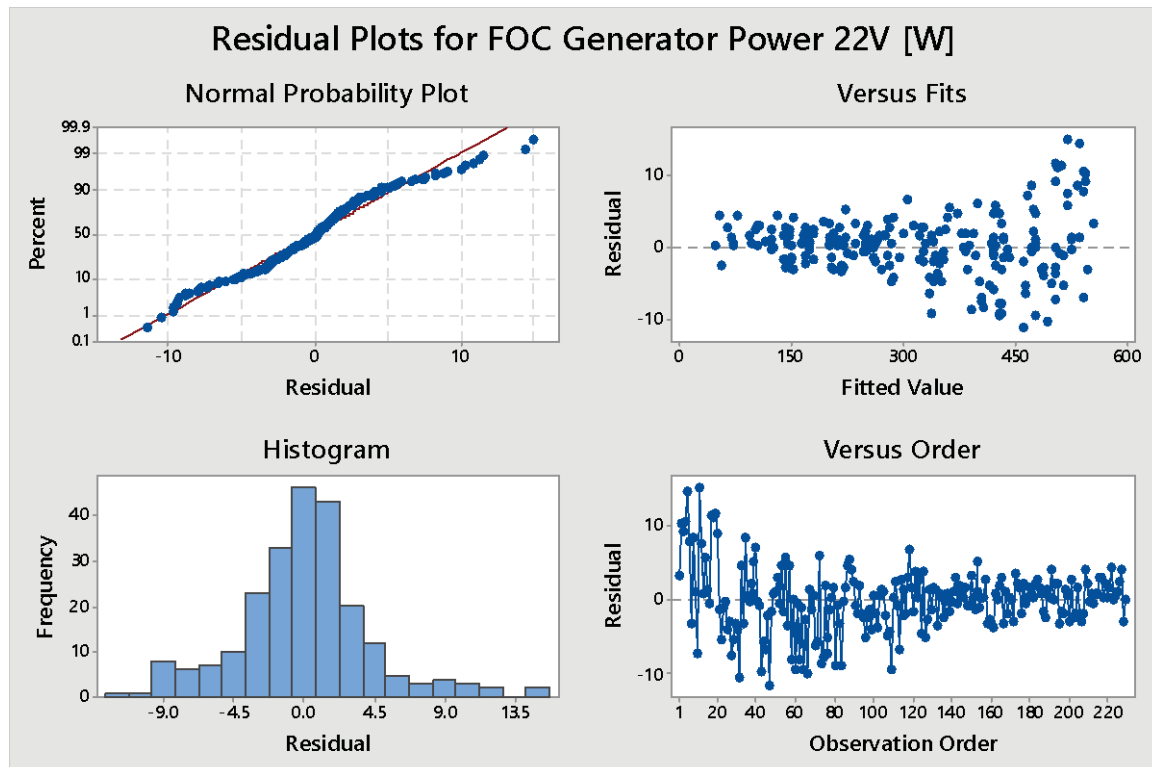 Residual Plots for FOC Generator Power 22V [W]
Normal Probability Plot
99.9
99
90
50
10
1
0.1
Percent
-10 0 10
Residual
Versus Fits
10
0
-10
Residual
0 150 300 450 600
Fitted Value
Histogram
40
30
20
10
0
Frequency
-9.0 -4.5 0.0 4.5 9.0 13.5
Residual
Versus Order
10
0
-10
Residual
1 20 40 60 80 100 120 140 160 180 200 220
Observation Order